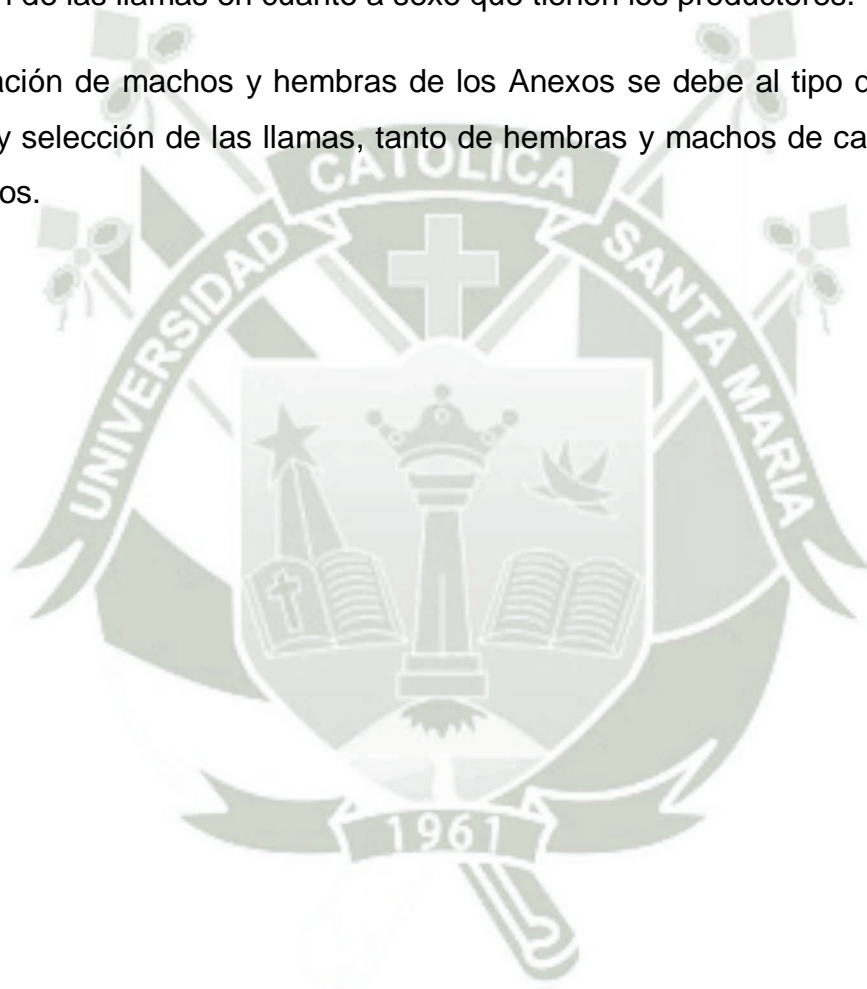 de las llamas en cuanto a sexo que tienen los productores.
ación de machos y hembras de los Anexos se debe al tipo
y selección de las llamas, tanto de hembras y machos de ca
os.
UNIVERSIDAD CATOLICA SANTA MARIA
1961